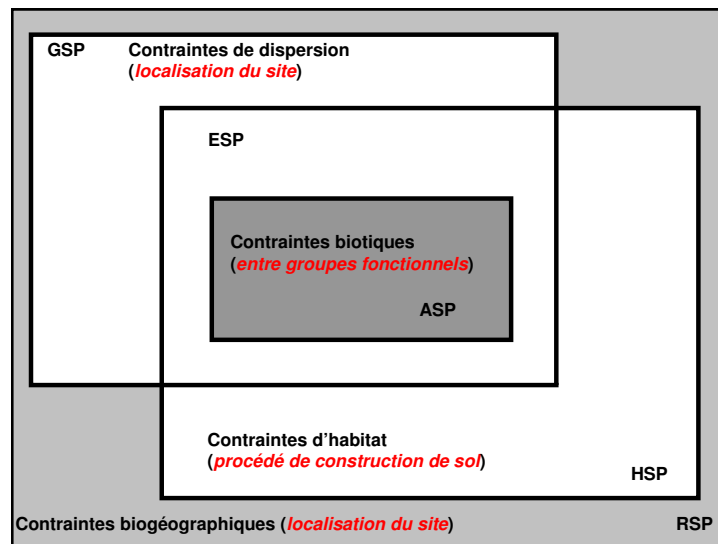 GSP Contraintes de dispersion
(localisation du site)
ESP
Contraintes biotiques
(entre groupes fonctionnels)
ASP
Contraintes d'habitat
(procédé de construction de sol)
HSP
Contraintes biogéographiques (localisation du site) RSP